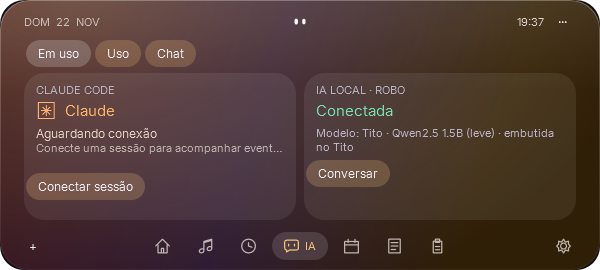 DOM 22 NOV
19:37 ···
Em uso
Uso
Chat
CLAUDE CODE
Claude
Aguardando conexão
Conecte uma sessão para acompanhar event...
Conectar sessão
IA LOCAL · ROBO
Conectada
Modelo: Tito · Qwen2.5 1.5B (leve) · embutida
no Tito
Conversar
+
IA